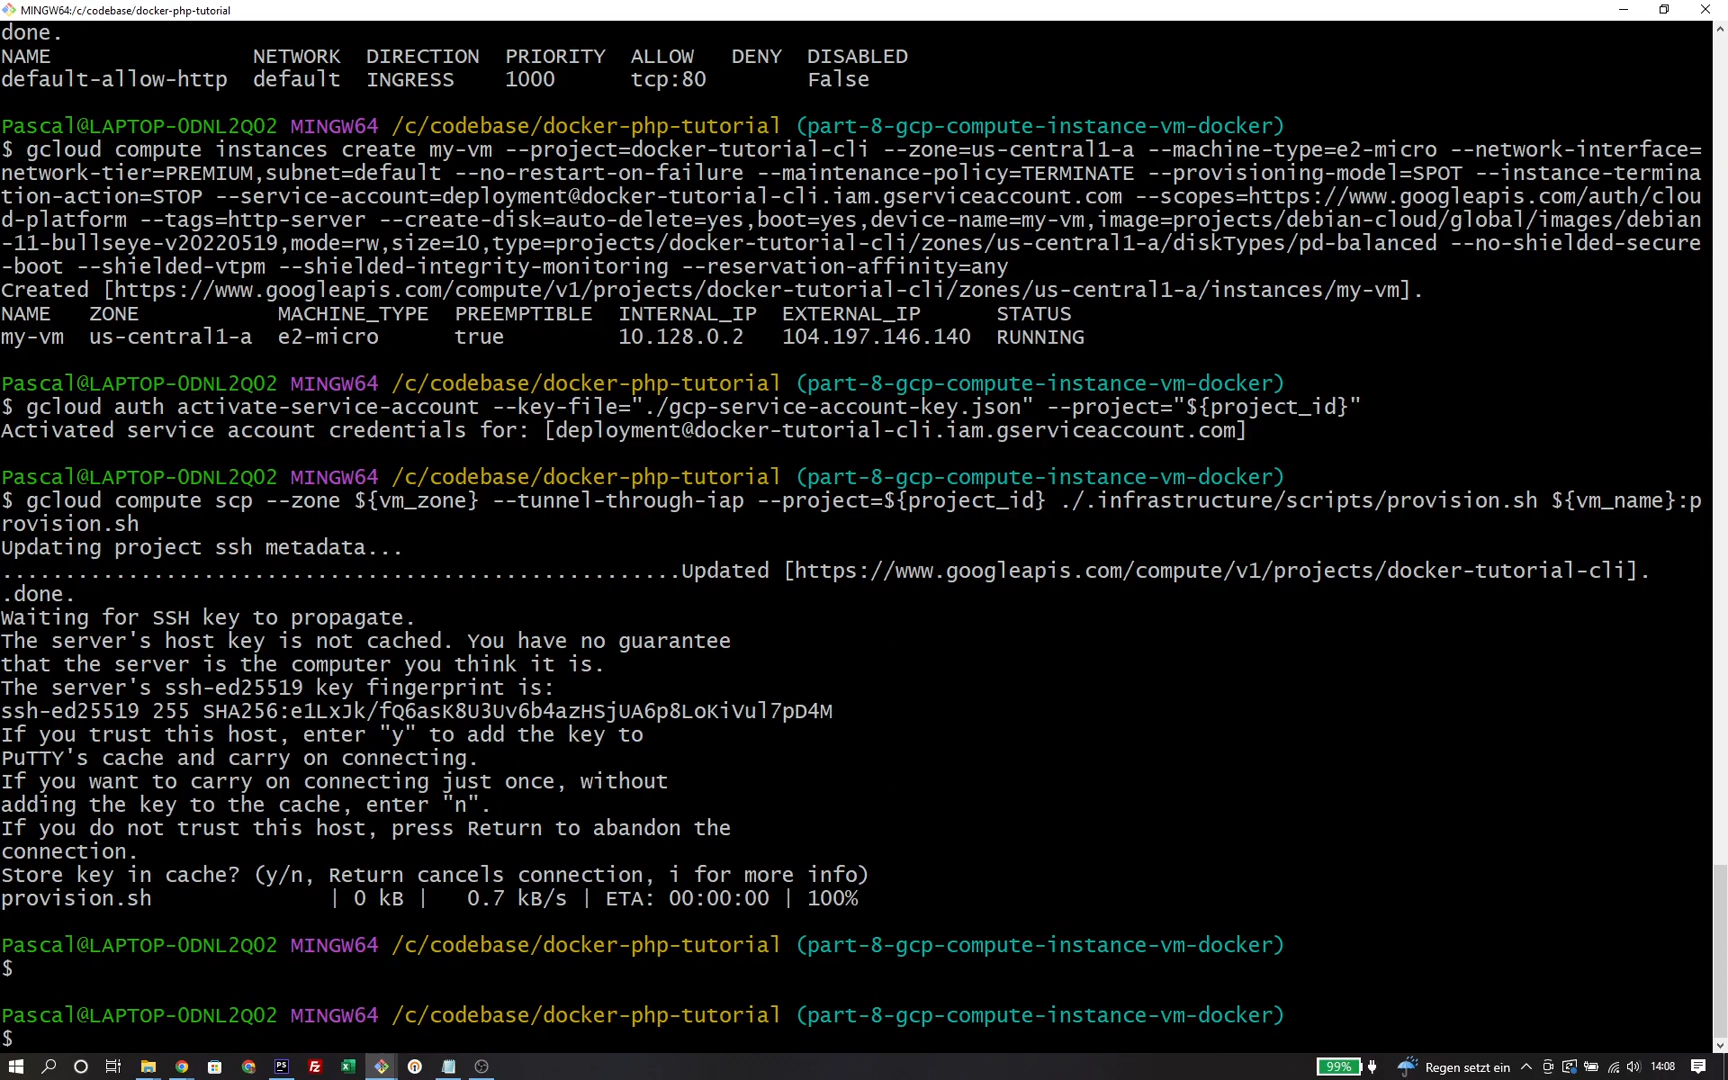 MINGW64:/c/codebase/docker-php-tutorial
done.
NAME NETWORK DIRECTION PRIORITY ALLOW DENY DISABLED
default-allow-http default INGRESS 1000 tcp:80 False
Pascal@LAPTOP-0DNL2Q02 MINGW64 /c/codebase/docker-php-tutorial (part-8-gcp-compute-instance-vm-docker)
$ gcloud compute instances create my-vm --project=docker-tutorial-cli --zone=us-central1-a --machine-type=e2-micro --network-interface=
network-tier=PREMIUM,subnet=default --no-restart-on-failure --maintenance-policy=TERMINATE --provisioning-model=SPOT --instance-termina
tion-action=STOP --service-account=deployment@docker-tutorial-cli.iam.gserviceaccount.com --scopes=https://www.googleapis.com/auth/clou
d-platform --tags=http-server --create-disk=auto-delete=yes,boot=yes,device-name=my-vm,image=projects/debian-cloud/global/images/debian
-11-bullseye-v20220519,mode=rw,size=10,type=projects/docker-tutorial-cli/zones/us-central1-a/diskTypes/pd-balanced --no-shielded-secure
-boot --shielded-vtpm --shielded-integrity-monitoring --reservation-affinity=any
Created [https://www.googleapis.com/compute/v1/projects/docker-tutorial-cli/zones/us-central1-a/instances/my-vm].
NAME ZONE MACHINE_TYPE PREEMPTIBLE INTERNAL_IP EXTERNAL_IP STATUS
my-vm us-central1-a e2-micro true 10.128.0.2 104.197.146.140 RUNNING
Pascal@LAPTOP-0DNL2Q02 MINGW64 /c/codebase/docker-php-tutorial (part-8-gcp-compute-instance-vm-docker)
$ gcloud auth activate-service-account --key-file="./gcp-service-account-key.json" --project="${project_id}"
Activated service account credentials for: [deployment@docker-tutorial-cli.iam.gserviceaccount.com]
Pascal@LAPTOP-0DNL2Q02 MINGW64 /c/codebase/docker-php-tutorial (part-8-gcp-compute-instance-vm-docker)
$ gcloud compute scp --zone ${vm_zone} --tunnel-through-iap --project=${project_id} ./.infrastructure/scripts/provision.sh ${vm_name}:p
rovision.sh
Updating project ssh metadata...
......................................................Updated [https://www.googleapis.com/compute/v1/projects/docker-tutorial-cli].
.done.
Waiting for SSH key to propagate.
The server's host key is not cached. You have no guarantee
that the server is the computer you think it is.
The server's ssh-ed25519 key fingerprint is:
ssh-ed25519 255 SHA256:e1LxJk/fQ6asK8U3Uv6b4azHSjUA6p8LoKiVul7pD4M
If you trust this host, enter "y" to add the key to
PuTTY's cache and carry on connecting.
If you want to carry on connecting just once, without
adding the key to the cache, enter "n".
If you do not trust this host, press Return to abandon the
connection.
Store key in cache? (y/n, Return cancels connection, i for more info)
provision.sh | 0 kB | 0.7 kB/s | ETA: 00:00:00 | 100%
Pascal@LAPTOP-0DNL2Q02 MINGW64 /c/codebase/docker-php-tutorial (part-8-gcp-compute-instance-vm-docker)
$
Pascal@LAPTOP-0DNL2Q02 MINGW64 /c/codebase/docker-php-tutorial (part-8-gcp-compute-instance-vm-docker)
$
99% Regen setzt ein 14:08